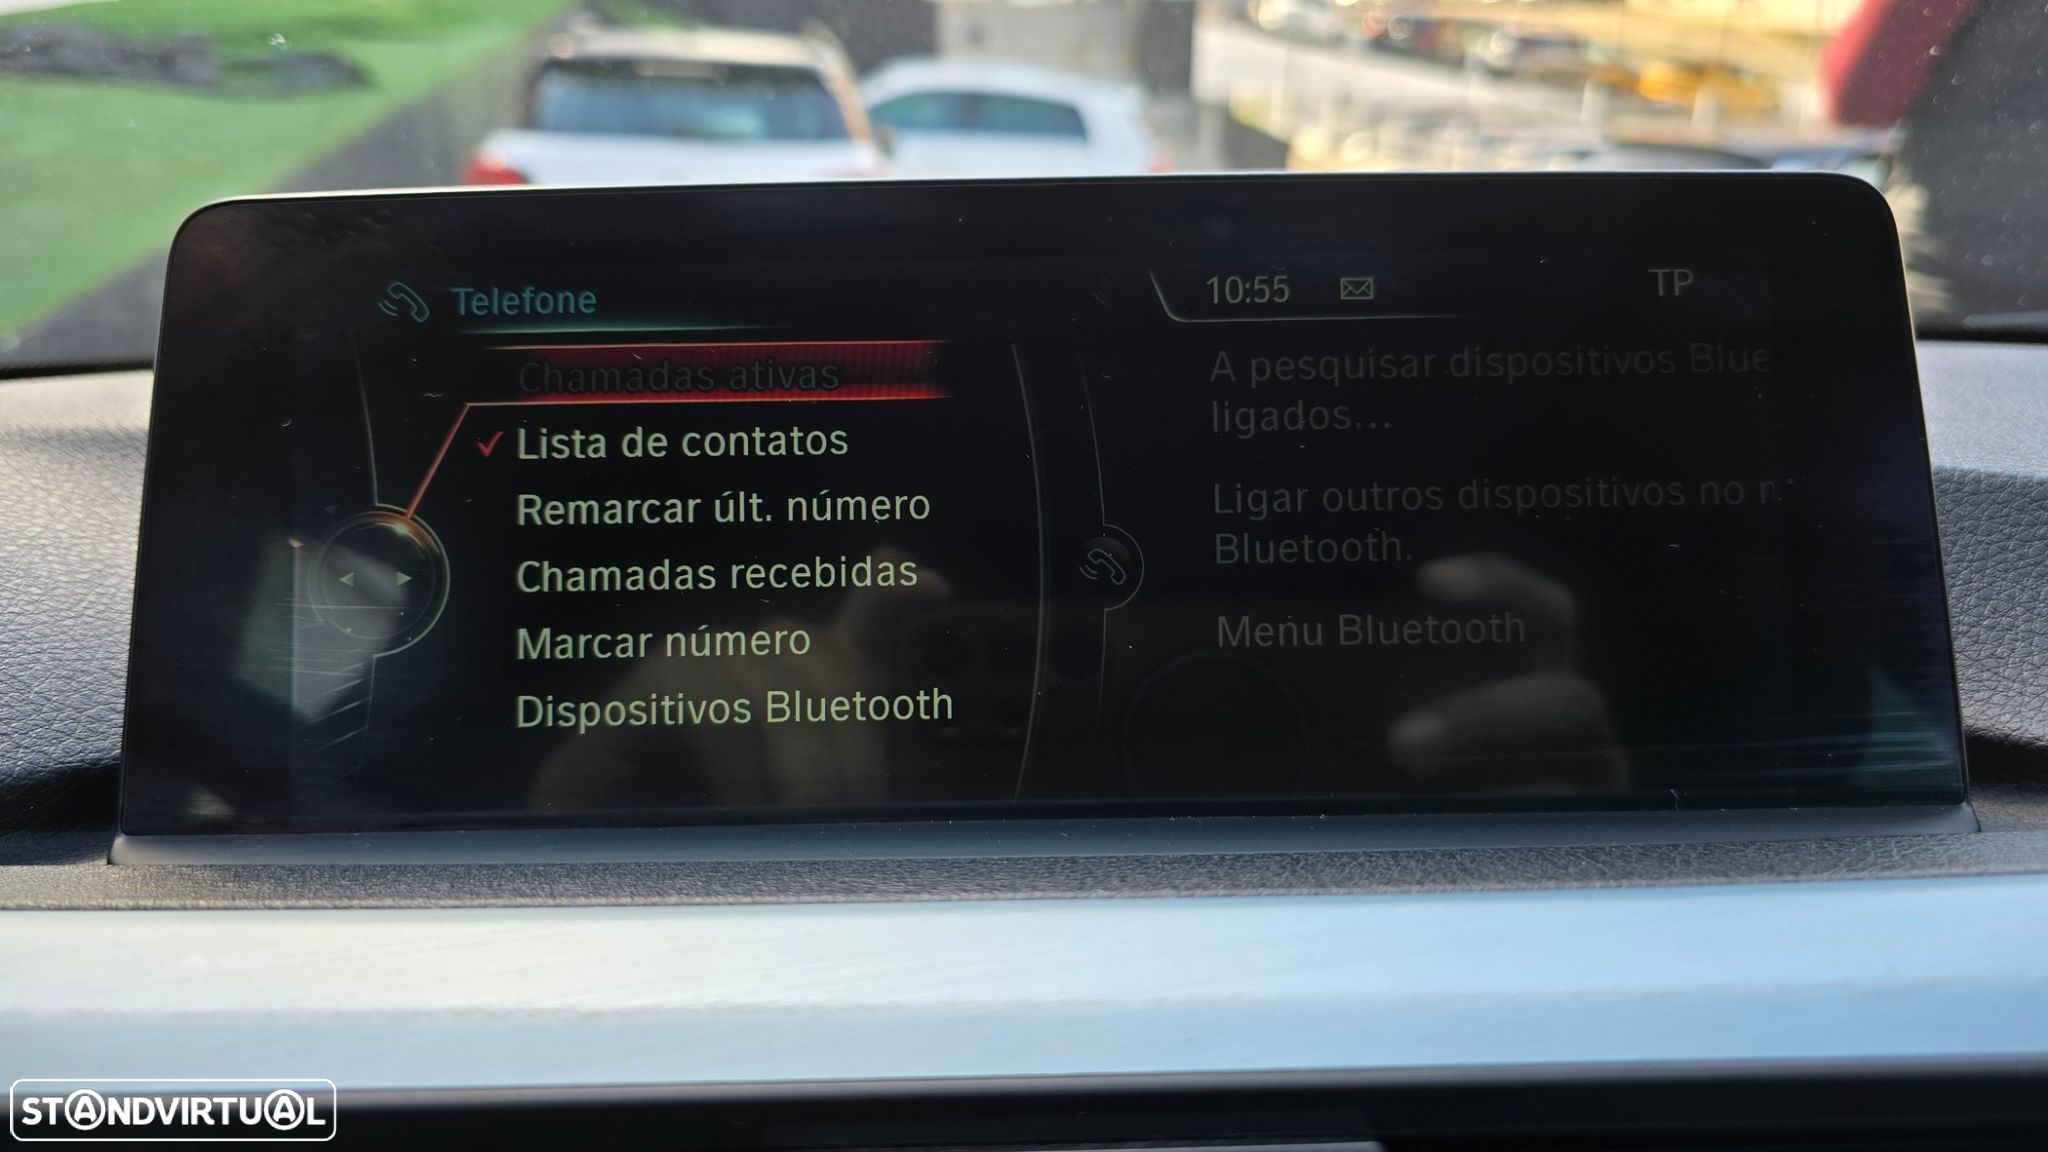 Telefone
10:55
TP
Chamadas ativas
Lista de contatos
Remarcar últ. número
Chamadas recebidas
Marcar número
Dispositivos Bluetooth
A pesquisar dispositivos Blue
ligados...
Ligar outros dispositivos no
Bluetooth.
Menu Bluetooth
STANDVIRTUAL